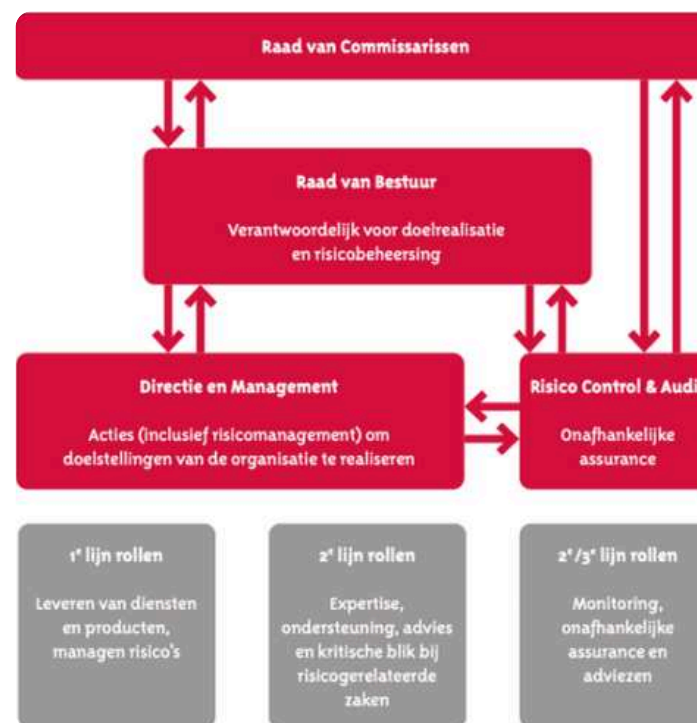 Raad van Commissarissen
Raad van Bestuur
Verantwoordelijk voor doelrealisatie
en risicobeheersing
Directie en Management
Acties (inclusief risicomanagement) om
doelstellingen van de organisatie te realiseren
Risico Control & Audi
Onafhankelijke
assurance
1ᵉ lijn rollen
Leveren van diensten
en producten,
managen risico's
2ᵉ lijn rollen
Expertise,
ondersteuning, advies
en kritische blik bij
risicogerelateerde
zaken
2ᵉ/3ᵉ lijn rollen
Monitoring,
onafhankelijke
assurance en
adviezen